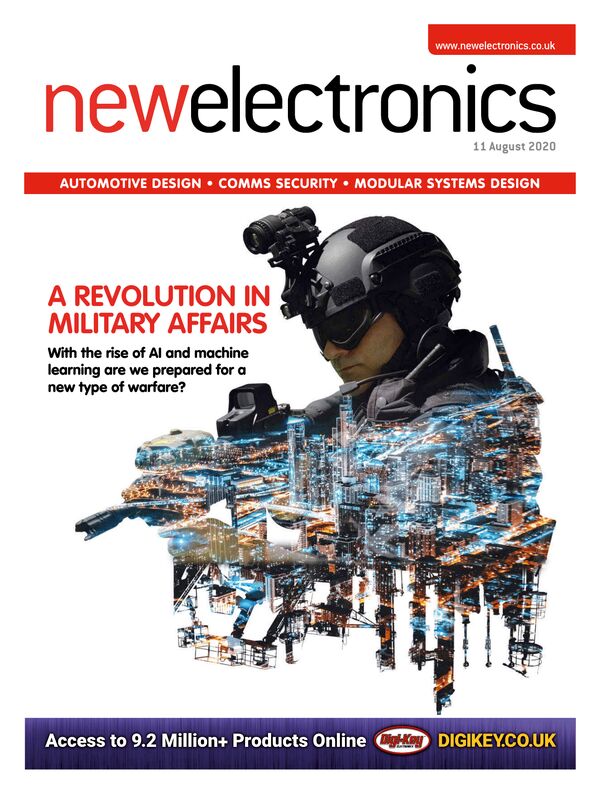 www.newelectronics.co.uk
newelectronics
11 August 2020
AUTOMOTIVE DESIGN • COMMS SECURITY • MODULAR SYSTEMS DESIGN
A REVOLUTION IN
MILITARY AFFAIRS
With the rise of AI and machine
learning are we prepared for a
new type of warfare?
Access to 9.2 Million+ Products Online Digi-Key ELECTRONICS DIGIKEY.CO.UK